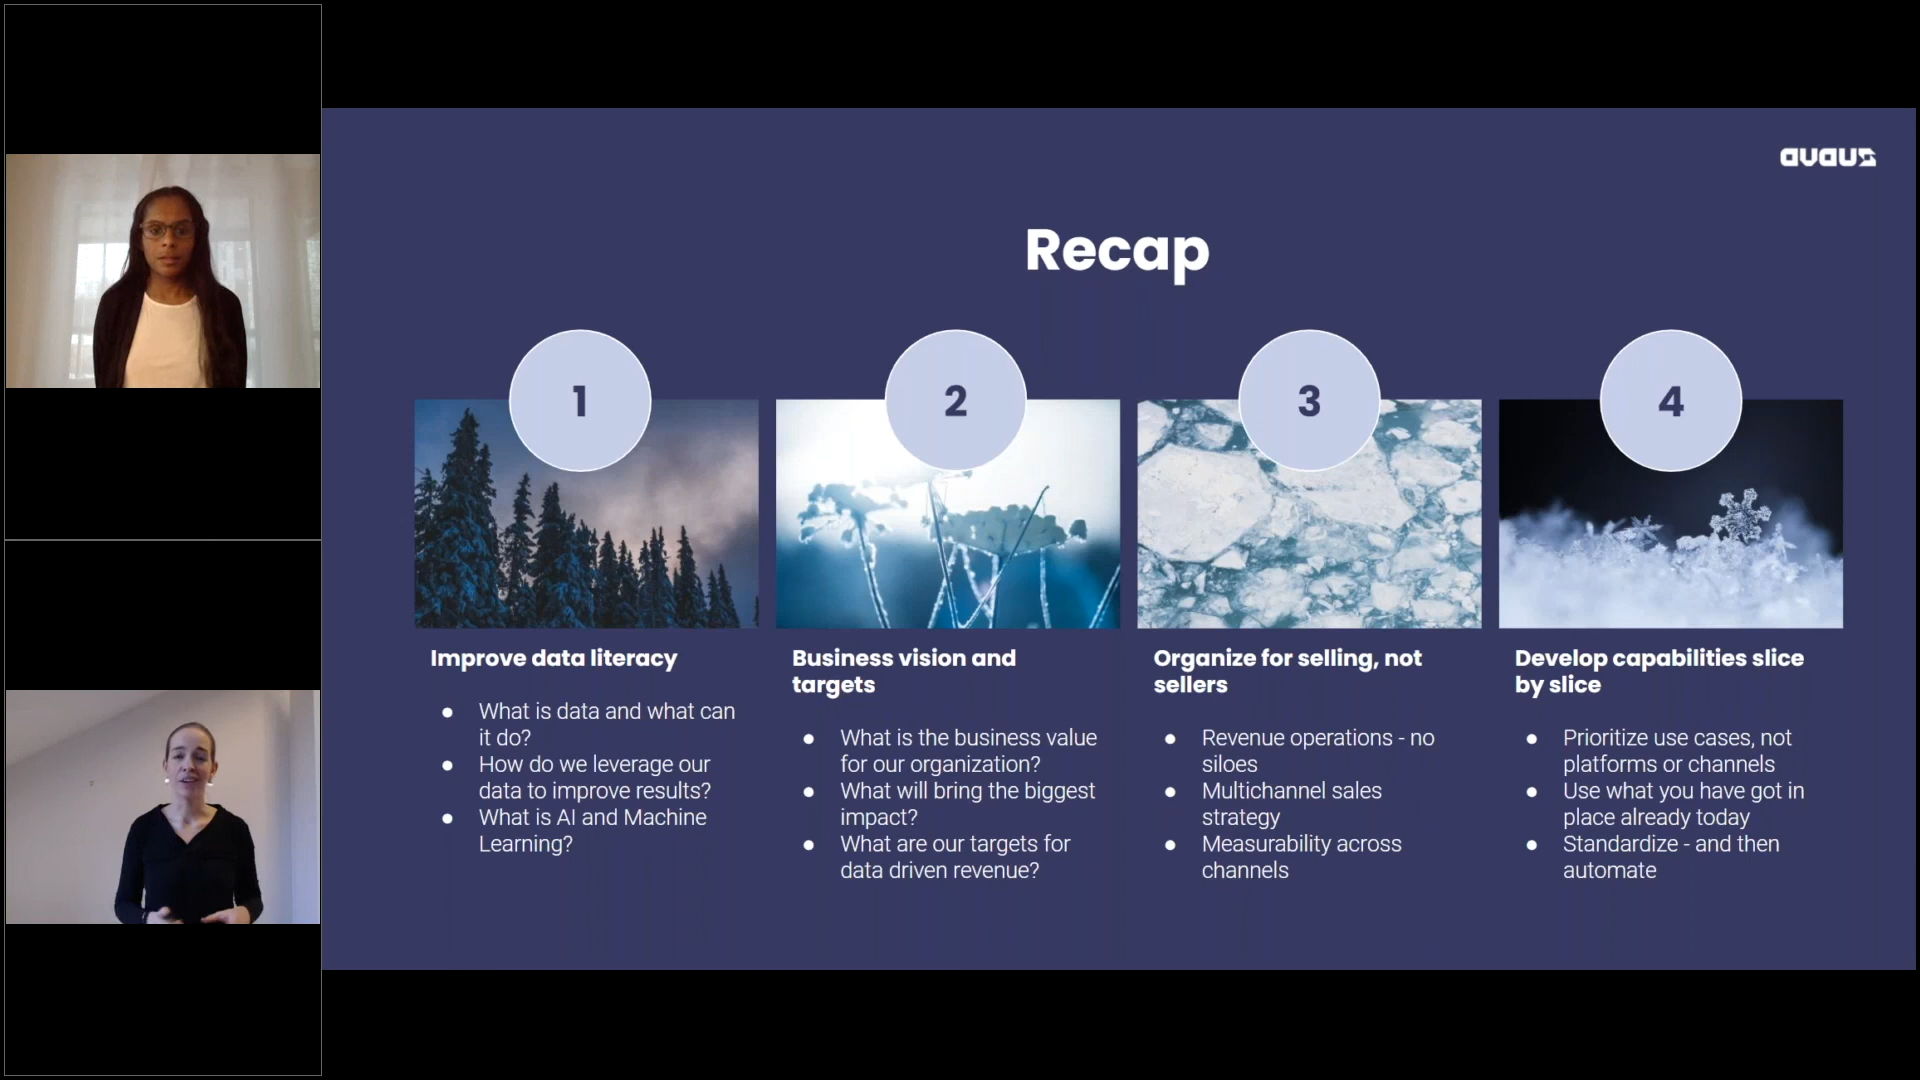 avaus
Recap
1
2
3
4
Improve data literacy
What is data and what can
it do?
How do we leverage our
data to improve results?
What is AI and Machine
Learning?
Business vision and
targets
What is the business value
for our organization?
What will bring the biggest
impact?
What are our targets for
data driven revenue?
Organize for selling, not
sellers
Revenue operations - no
siloes
Multichannel sales
strategy
Measurability across
channels
Develop capabilities slice
by slice
Prioritize use cases, not
platforms or channels
Use what you have got in
place already today
Standardize - and then
automate